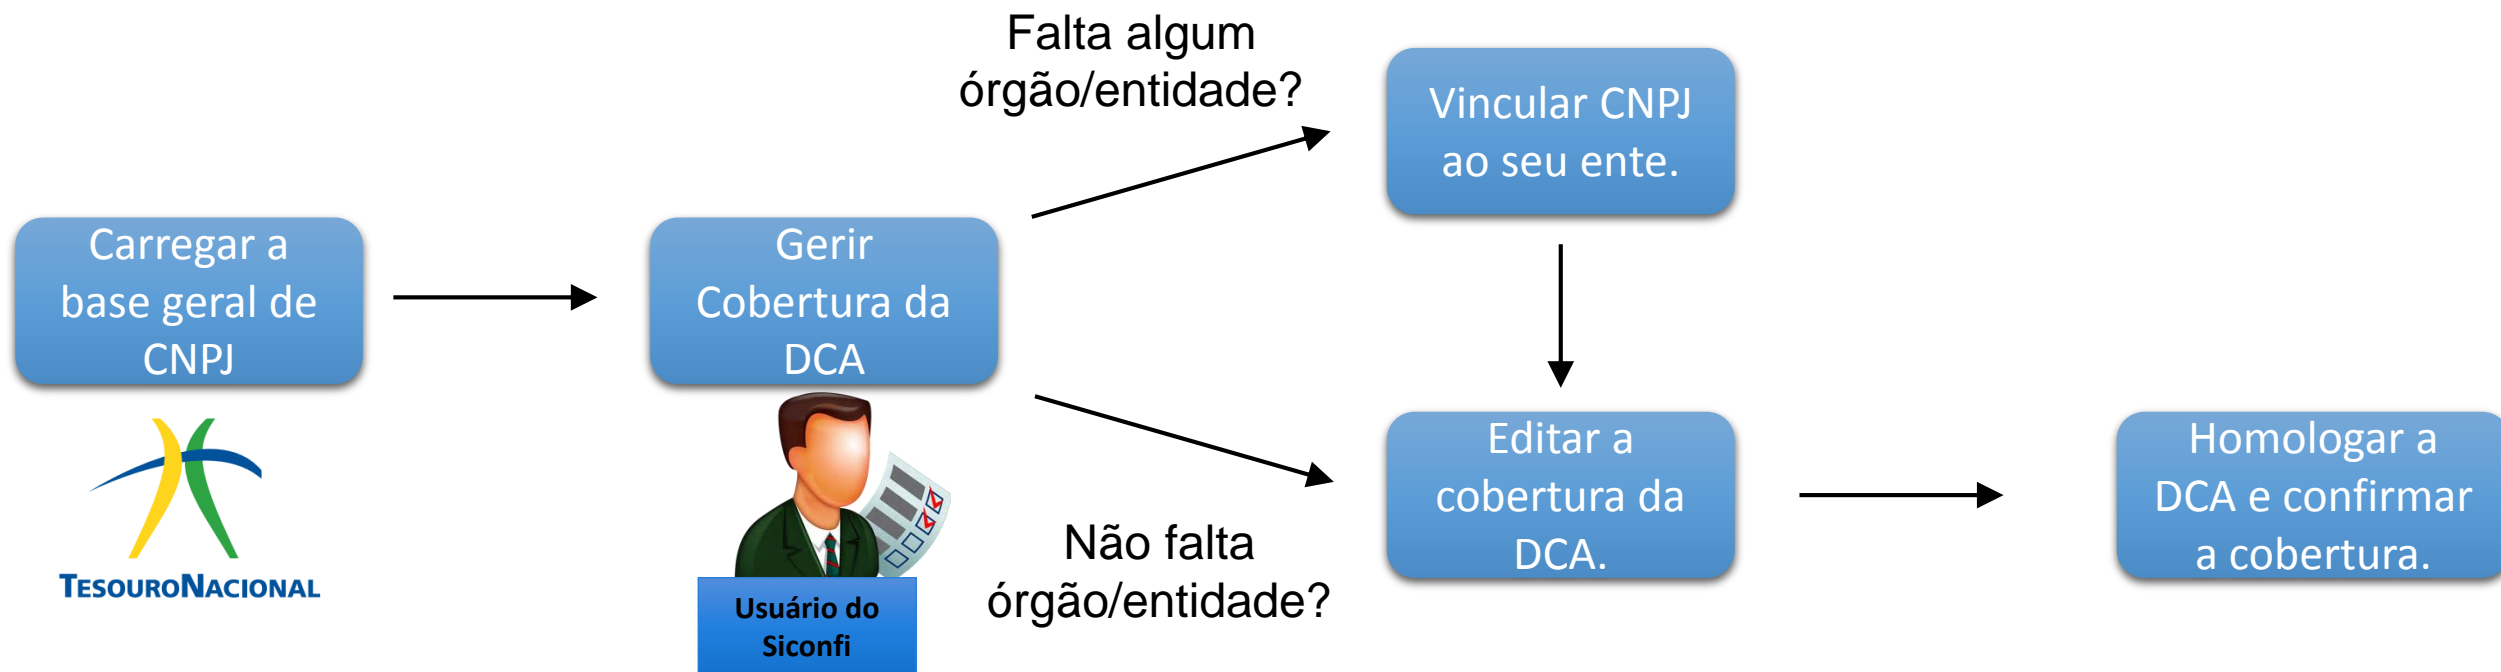 Carregar a
base geral de
CNPJ
TESOURONACIONAL
Gerir
Cobertura da
DCA
Usuário do
Siconfi
Falta algum
órgão/entidade?
Não falta
órgão/entidade?
Vincular CNPJ
ao seu ente.
Editar a
cobertura da
DCA.
Homologar a
DCA e confirmar
a cobertura.